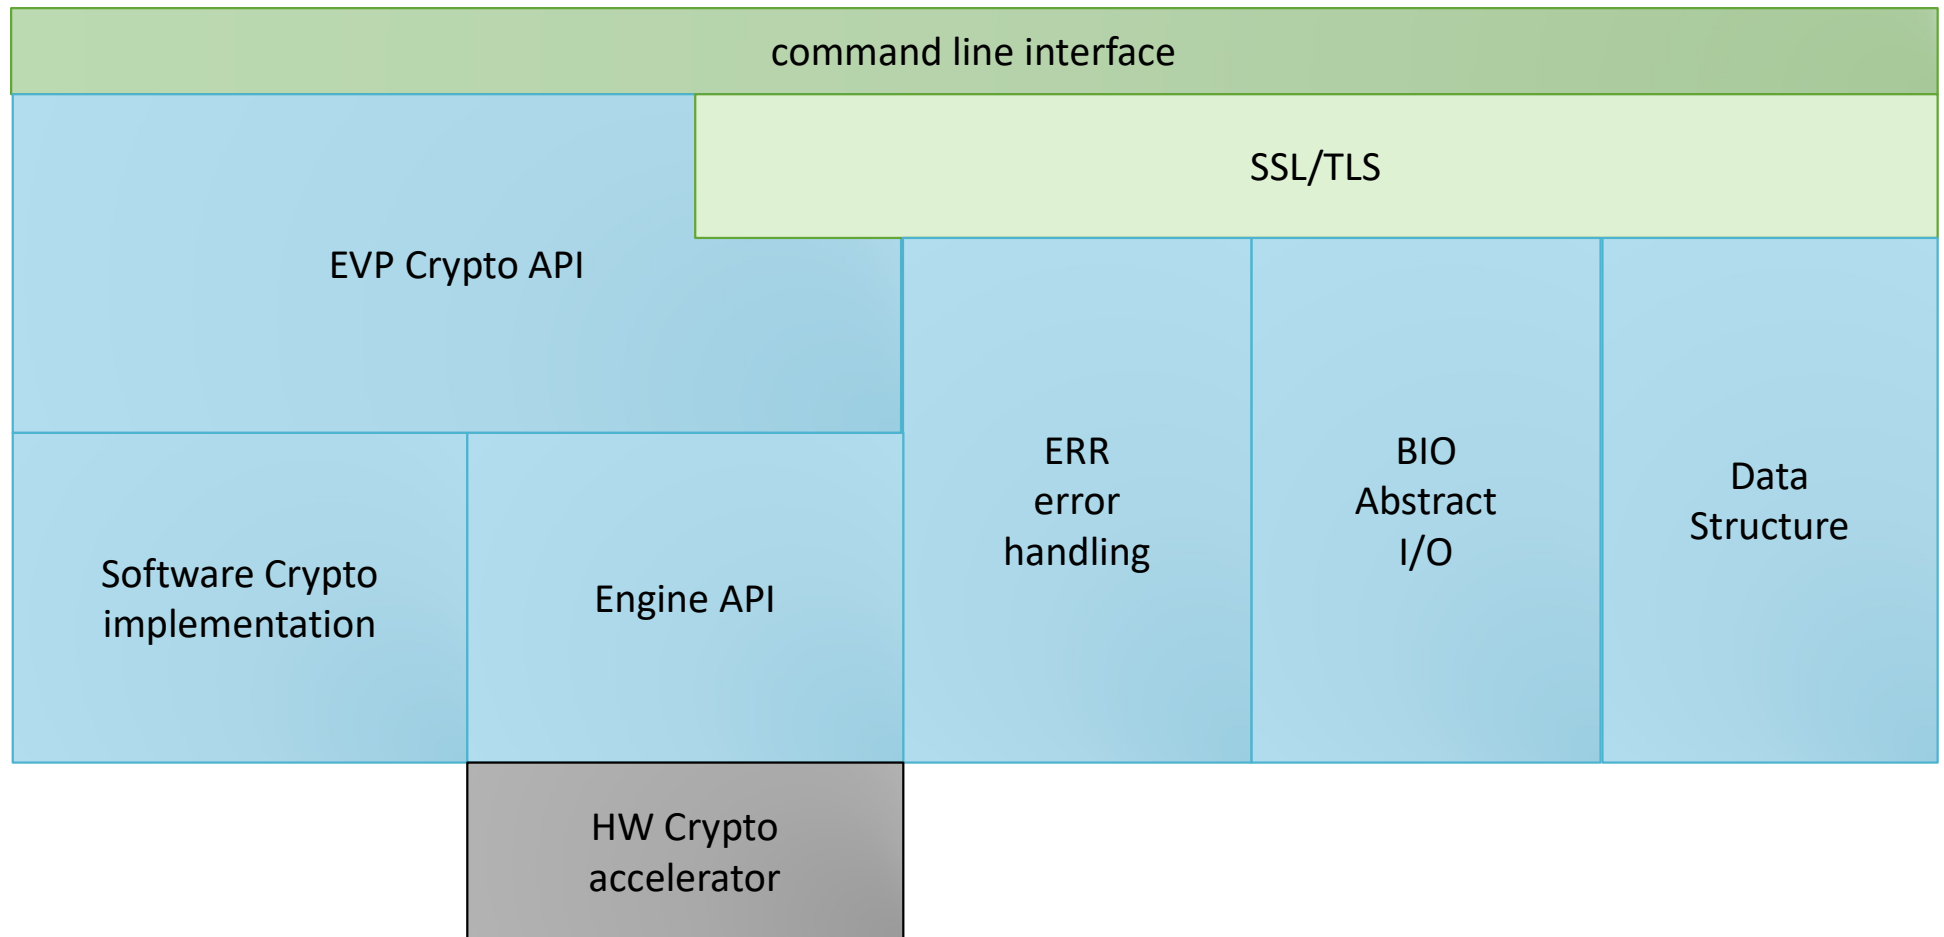 command line interface
SSL/TLS
EVP Crypto API
ERR
error
handling
BIO
Abstract
I/O
Data
Structure
Software Crypto
implementation
Engine API
HW Crypto
accelerator